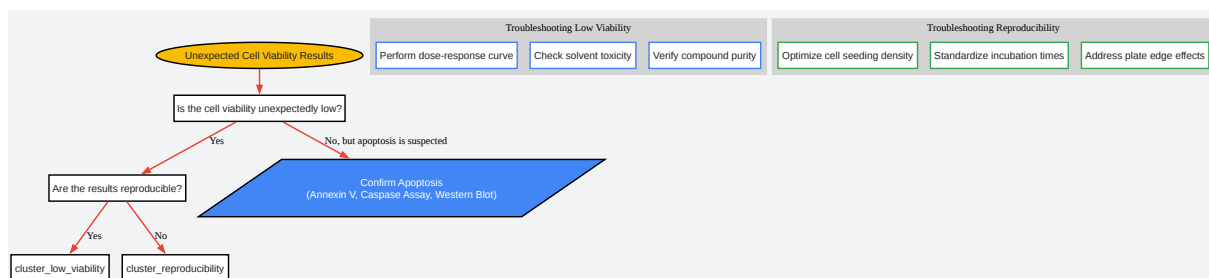 Troubleshooting Low Viability
Troubleshooting Reproducibility
Unexpected Cell Viability Results
Perform dose-response curve
Check solvent toxicity
Verify compound purity
Optimize cell seeding density
Standardize incubation times
Address plate edge effects
Is the cell viability unexpectedly low?
Yes
No, but apoptosis is suspected
Are the results reproducible?
Confirm Apoptosis
(Annexin V, Caspase Assay, Western Blot)
Yes
No
cluster_low_viability
cluster_reproducibility